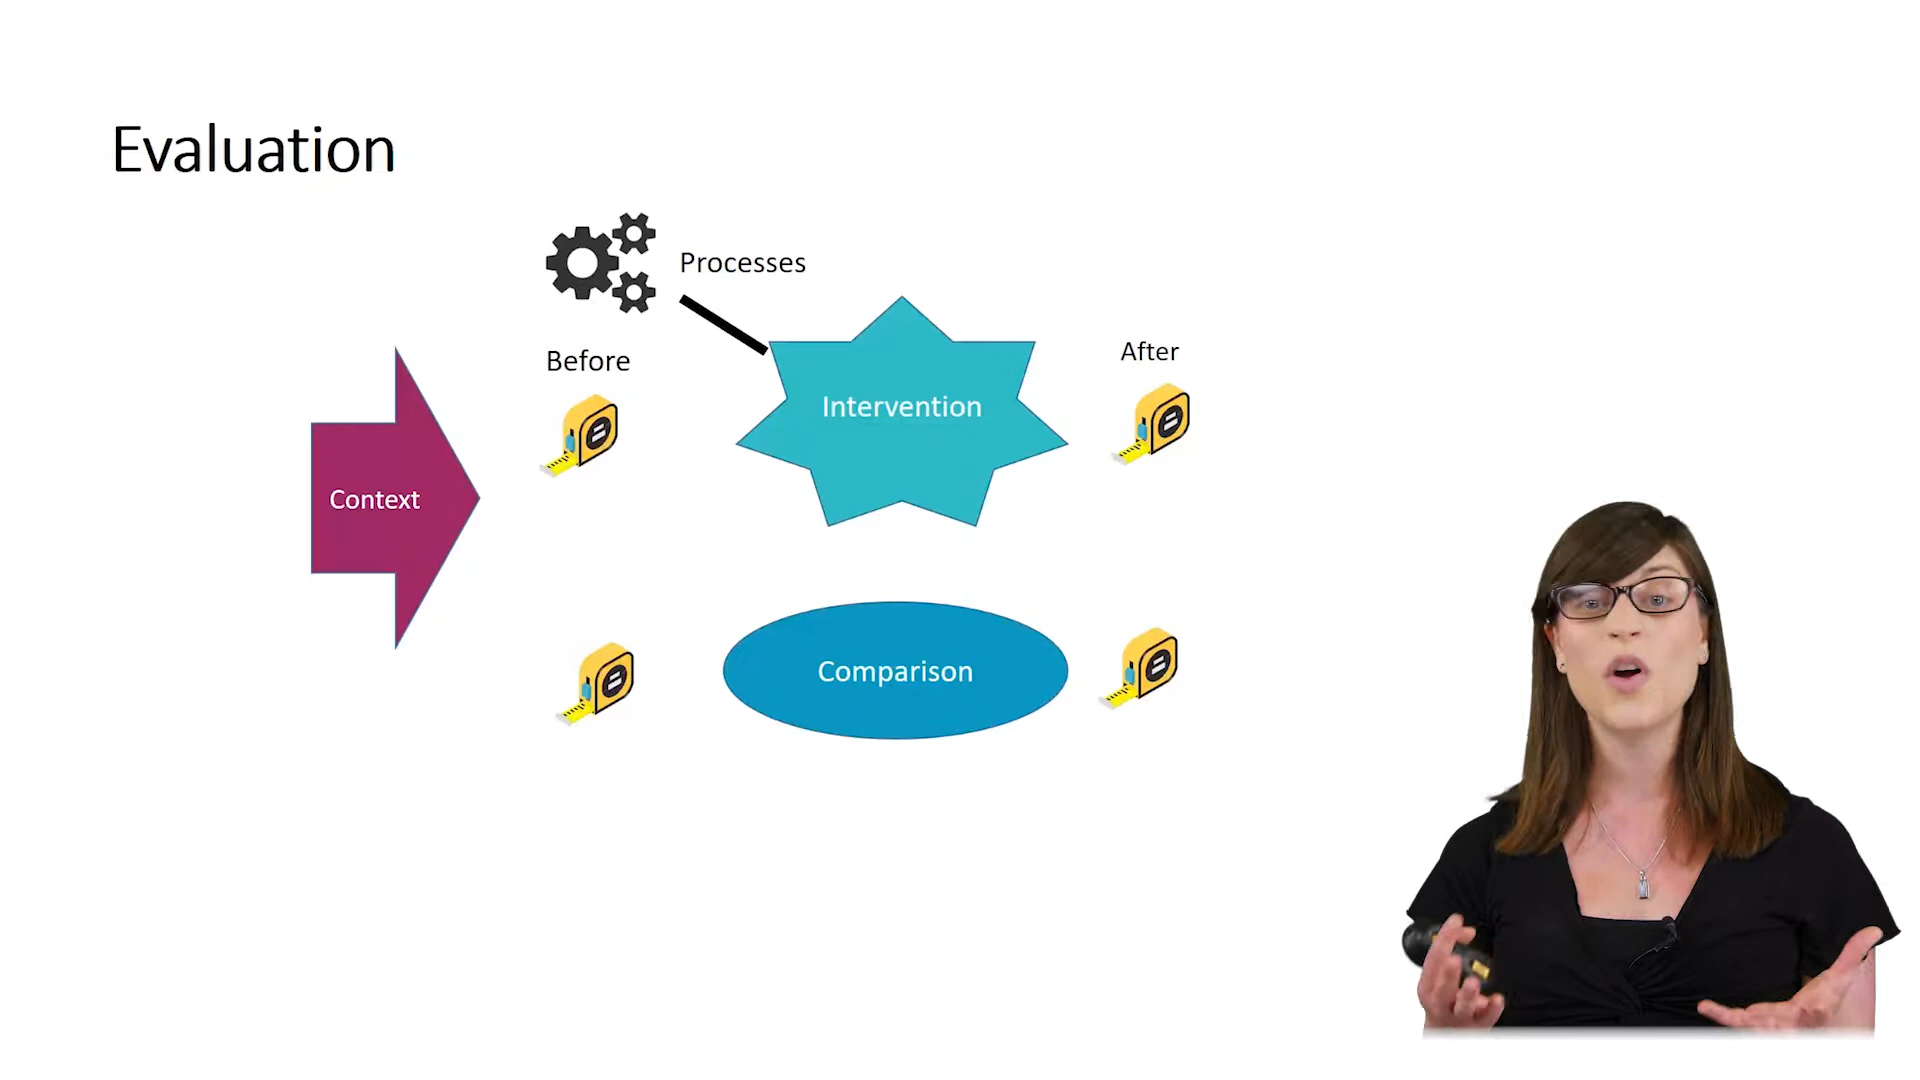 Evaluation
Processes
Before
After
Intervention
Context
Comparison